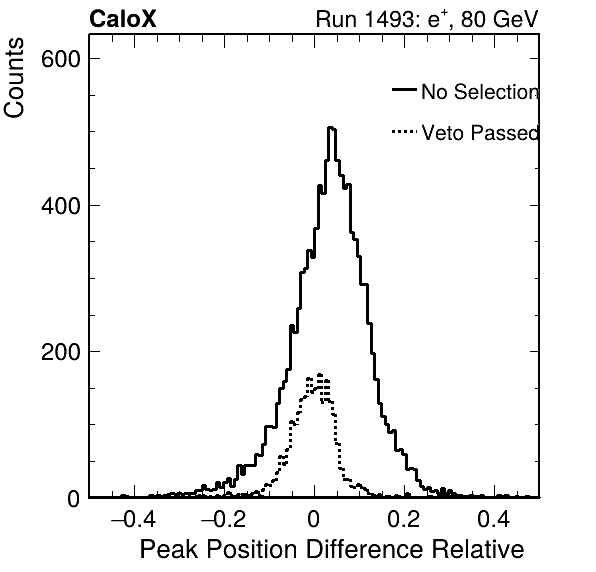 CaloX Run 1493: e+, 80 GeV
Counts
600
400
200
0
No Selection
Veto Passed
−0.4 −0.2 0 0.2 0.4
Peak Position Difference Relative